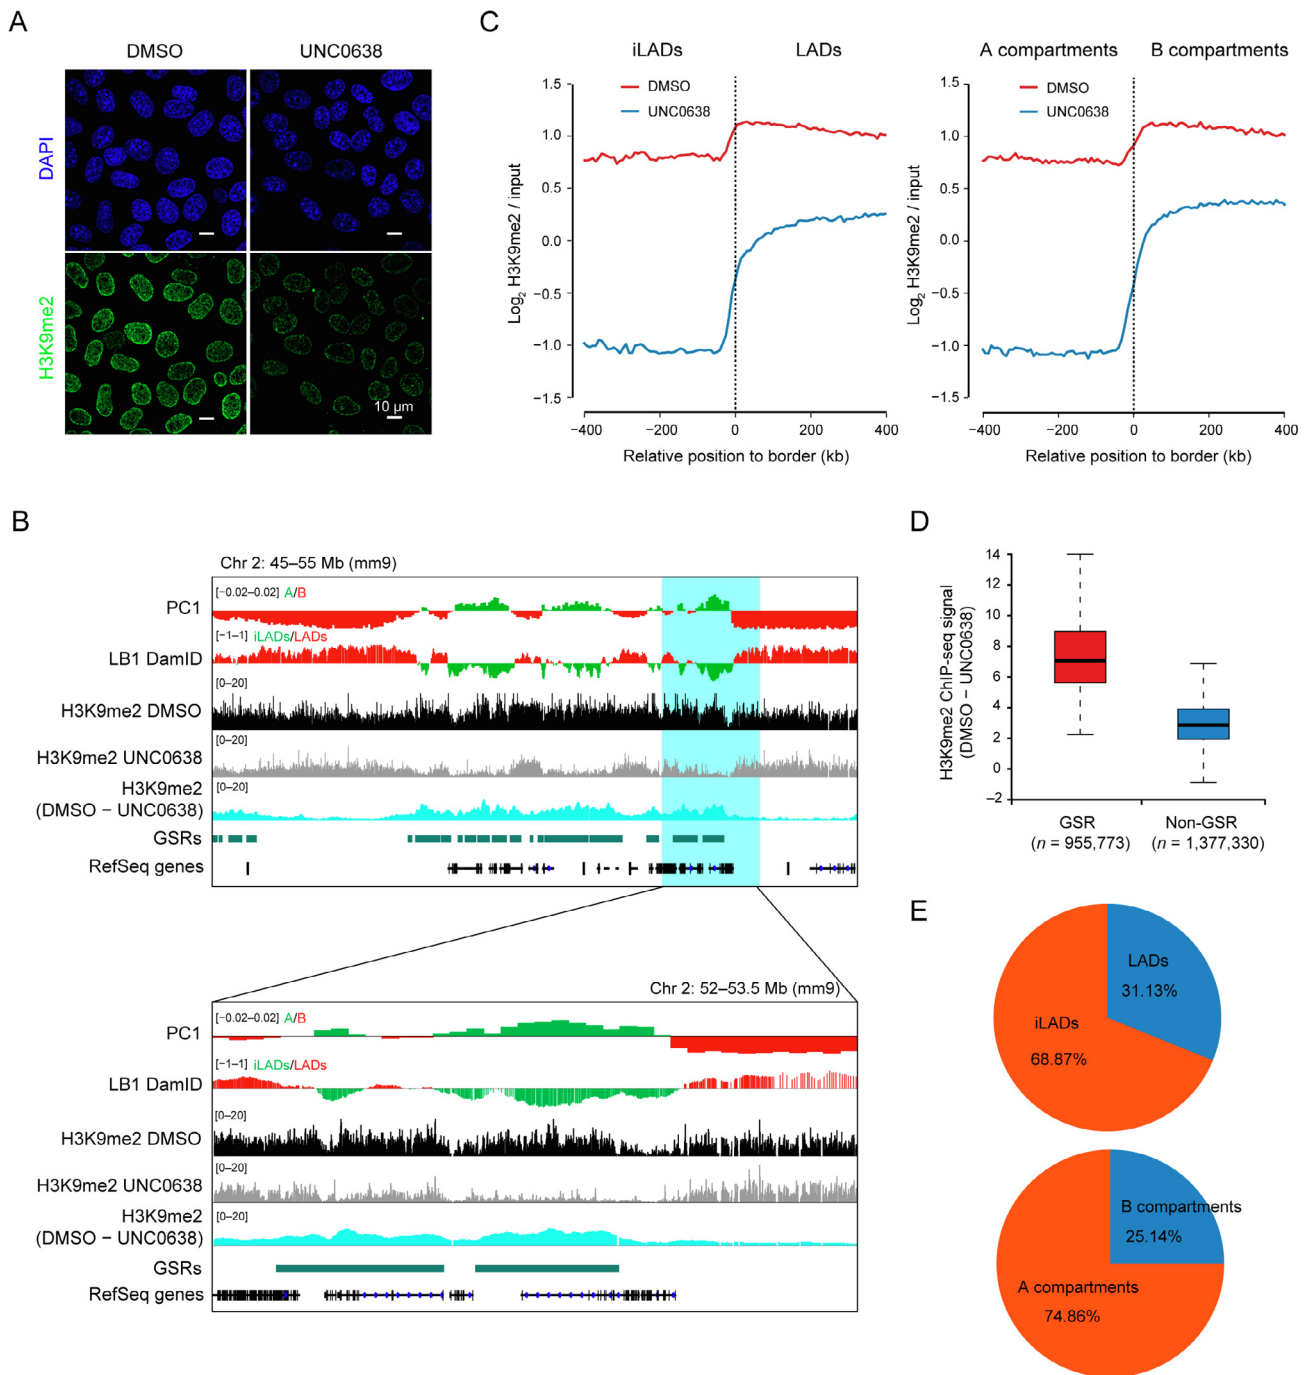 A
DMSO
UNC0638
DAPI
H3K9me2
10 µm
C
iLADs
LADs
DMSO
UNC0638
Log2 H3K9me2 / input
1.5
1.0
0.5
0.0
−0.5
−1.0
−1.5
−400
−200
0
200
400
Relative position to border (kb)
A compartments
B compartments
DMSO
UNC0638
Log2 H3K9me2 / input
1.5
1.0
0.5
0.0
−0.5
−1.0
−1.5
−400
−200
0
200
400
Relative position to border (kb)
B
Chr 2: 45–55 Mb (mm9)
PC1
[−0.02–0.02] A/B
LB1 DamID
[−1–1] iLADs/LADs
H3K9me2 DMSO
[0–20]
H3K9me2 UNC0638
[0–20]
H3K9me2
(DMSO − UNC0638)
[0–20]
GSRs
RefSeq genes
Chr 2: 52–53.5 Mb (mm9)
PC1
[−0.02–0.02] A/B
LB1 DamID
[−1–1] iLADs/LADs
H3K9me2 DMSO
[0–20]
H3K9me2 UNC0638
[0–20]
H3K9me2
(DMSO − UNC0638)
[0–20]
GSRs
RefSeq genes
D
H3K9me2 ChIP-seq signal
(DMSO − UNC0638)
14
12
10
8
6
4
2
0
−2
GSR
(n = 955,773)
Non-GSR
(n = 1,377,330)
E
LADs
31.13%
iLADs
68.87%
B compartments
25.14%
A compartments
74.86%